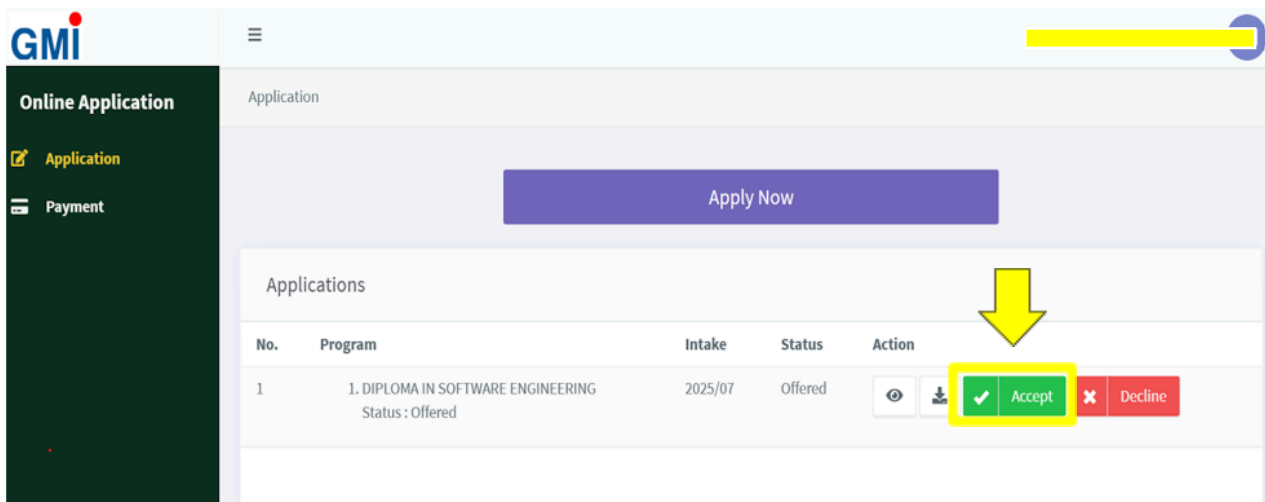 GMI
Online Application
Application
Payment
Application
Apply Now
Applications
No. Program Intake Status Action
1 1. DIPLOMA IN SOFTWARE ENGINEERING 2025/07 Offered Accept Decline
Status : Offered